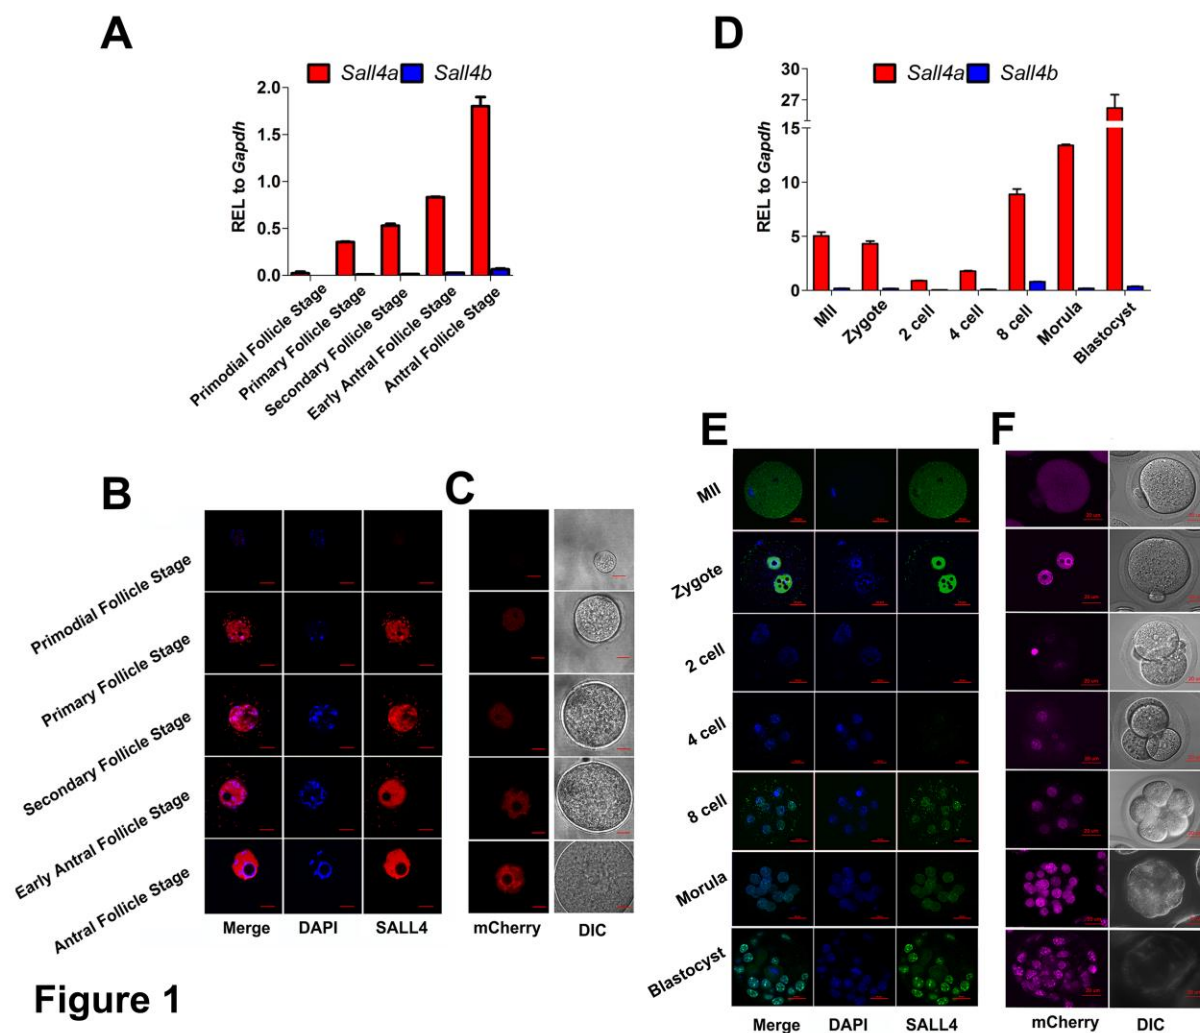 A
Sall4a Sall4b
REL to Gapdh
2.0
1.5
1.0
0.5
0.0
Primodial Follicle Stage
Primary Follicle Stage
Secondary Follicle Stage
Early Antral Follicle Stage
Antral Follicle Stage
D
Sall4a Sall4b
REL to Gapdh
30
27
15
10
5
0
MII
Zygote
2 cell
4 cell
8 cell
Morula
Blastocyst
B
Primodial Follicle Stage
Primary Follicle Stage
Secondary Follicle Stage
Early Antral Follicle Stage
Antral Follicle Stage
Merge DAPI SALL4
C
mCherry DIC
E
MII
Zygote
2 cell
4 cell
8 cell
Morula
Blastocyst
Merge DAPI SALL4
F
mCherry DIC
Figure 1